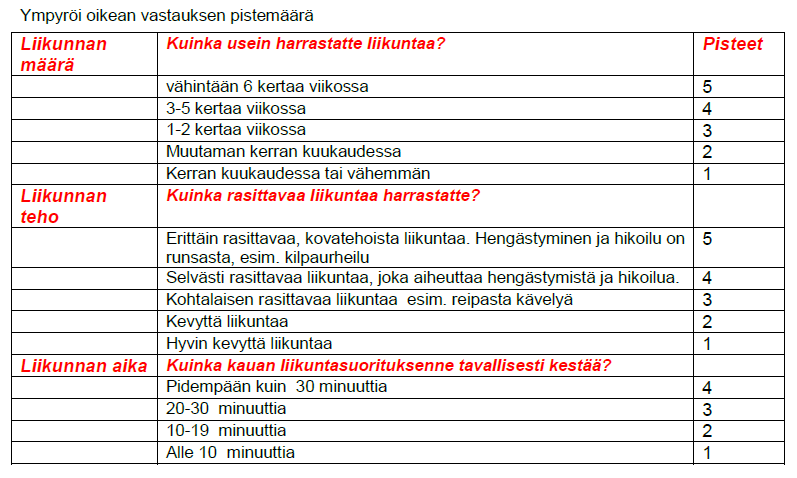 Ympyröi oikean vastauksen pistemäärä
Liikunnan määrä Kuinka usein harrastatte liikuntaa? Pisteet
vähintään 6 kertaa viikossa 5
3-5 kertaa viikossa 4
1-2 kertaa viikossa 3
Muutaman kerran kuukaudessa 2
Kerran kuukaudessa tai vähemmän 1
Liikunnan teho Kuinka rasittavaa liikuntaa harrastatte?
Erittäin rasittavaa, kovatehoista liikuntaa. Hengästyminen ja hikoilu on 5
runsasta, esim. kilpaurheilu
Selvästi rasittavaa liikuntaa, joka aiheuttaa hengästymistä ja hikoilua. 4
Kohtalaisen rasittavaa liikuntaa esim. reipasta kävelyä 3
Kevyttä liikuntaa 2
Hyvin kevyttä liikuntaa 1
Liikunnan aika Kuinka kauan liikuntasuorituksenne tavallisesti kestää?
Pidempään kuin 30 minuuttia 4
20-30 minuuttia 3
10-19 minuuttia 2
Alle 10 minuuttia 1